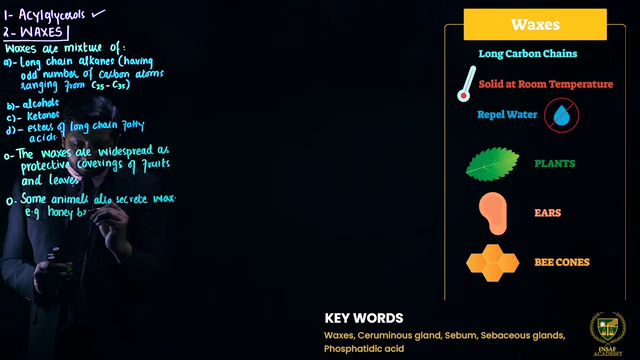 1- Acylglycerols ✓
2- WAXES
Waxes are mixture of:
a)- Long chain alkanes (having
odd number of carbon atoms
ranging from C25-C35)
b)- alcohols
c)- Ketones
d)- esters of long chain fatty
acids
o- The waxes are widespread as
protective coverings of fruits
and leaves
o- Some animals also secrete wax.
e.g honey b
Waxes
Long Carbon Chains
Solid at Room Temperature
Repel Water
PLANTS
EARS
BEE CONES
KEY WORDS
Waxes, Ceruminous gland, Sebum, Sebaceous glands,
Phosphatidic acid
INSAF
ACADEMY